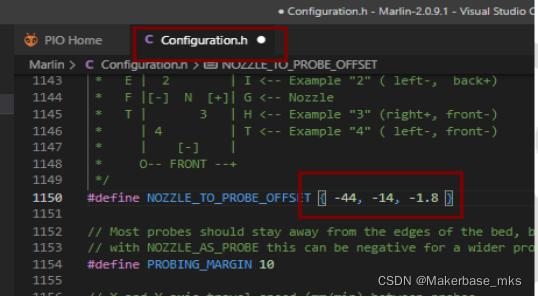 ● Configuration.h - Marlin-2.0.9.1 - Visual Studio C
PIO Home
C Configuration.h ●
Marlin > C Configuration.h > NOZZLE_TO_PROBE_OFFSET
1143 * E | 2 | I <-- Example "2" ( left-, back+)
1144 * F |[-] N [+]| G <-- Nozzle
1145 * T | 3 | H <-- Example "3" (right+, front-)
1146 * | 4 | T <-- Example "4" ( left-, front-)
1147 * | [-] |
1148 * O-- FRONT --+
1149 */
1150 #define NOZZLE_TO_PROBE_OFFSET { -44, -14, -1.8 }
1151
1152 // Most probes should stay away from the edges of the bed, b
1153 // with NOZZLE_AS_PROBE this can be negative for a wider pro
1154 #define PROBING_MARGIN 10
1155
CSDN @Makerbase_mks